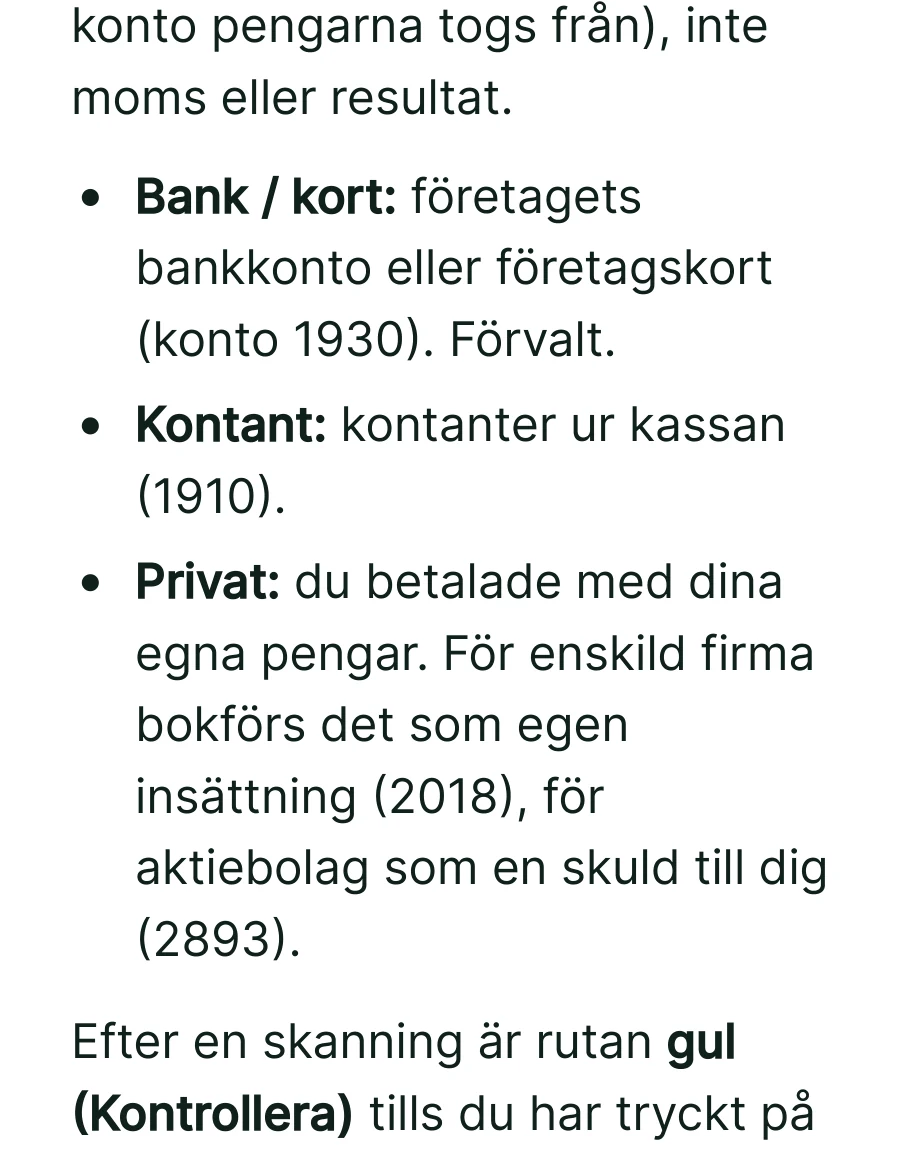 konto pengarna togs från), inte
moms eller resultat.
• Bank / kort: företagets
bankkonto eller företagskort
(konto 1930). Förvalt.
• Kontant: kontanter ur kassan
(1910).
• Privat: du betalade med dina
egna pengar. För enskild firma
bokförs det som egen
insättning (2018), för
aktiebolag som en skuld till dig
(2893).
Efter en skanning är rutan gul
(Kontrollera) tills du har tryckt på